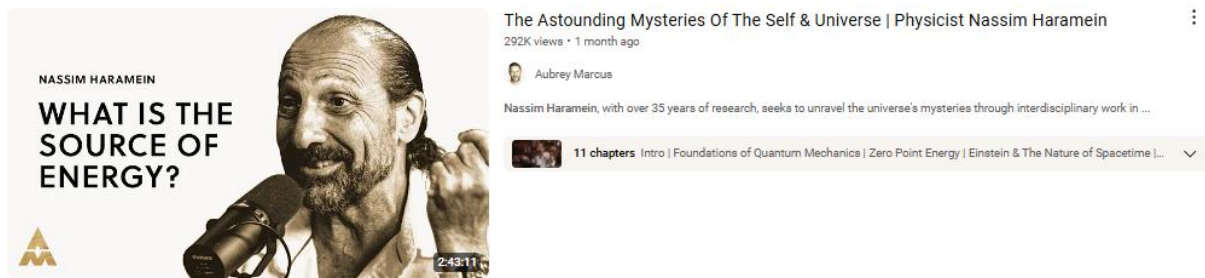 NASSIM HARAMEIN
WHAT IS THE
SOURCE OF
ENERGY?
2:43:11
The Astounding Mysteries Of The Self & Universe | Physicist Nassim Haramein
292K views • 1 month ago
Aubrey Marcus
Nassim Haramein, with over 35 years of research, seeks to unravel the universe's mysteries through interdisciplinary work in ...
11 chapters Intro | Foundations of Quantum Mechanics | Zero Point Energy | Einstein & The Nature of Spacetime |...